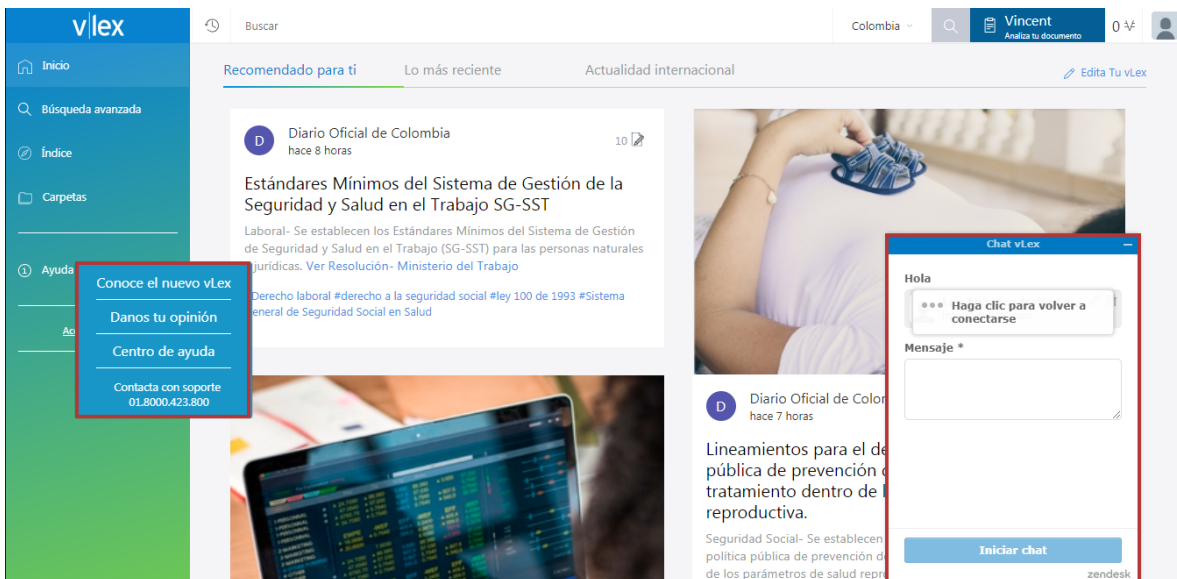 v|lex
Buscar
Colombia
Vincent
Analiza tu documento
0
Inicio
Búsqueda avanzada
Índice
Carpetas
Ayuda
Conoce el nuevo vLex
Danos tu opinión
Centro de ayuda
Contacta con soporte
01.8000.423.800
Recomendado para ti
Lo más reciente
Actualidad internacional
Edita Tu vLex
D
Diario Oficial de Colombia
hace 8 horas
10
Estándares Mínimos del Sistema de Gestión de la
Seguridad y Salud en el Trabajo SG-SST
Laboral- Se establecen los Estándares Mínimos del Sistema de Gestión
de Seguridad y Salud en el Trabajo (SG-SST) para las personas naturales
jurídicas. Ver Resolución- Ministerio del Trabajo
Derecho laboral #derecho a la seguridad social #ley 100 de 1993 #Sistema
eneral de Seguridad Social en Salud
D
Diario Oficial de Color
hace 7 horas
Lineamientos para el de
pública de prevención
tratamiento dentro de
reproductiva.
Seguridad Social- Se establecen
política pública de prevención d
de los parámetros de salud repr
Chat vLex
Hola
Haga clic para volver a
conectarse
Mensaje *
Iniciar chat
zendesk